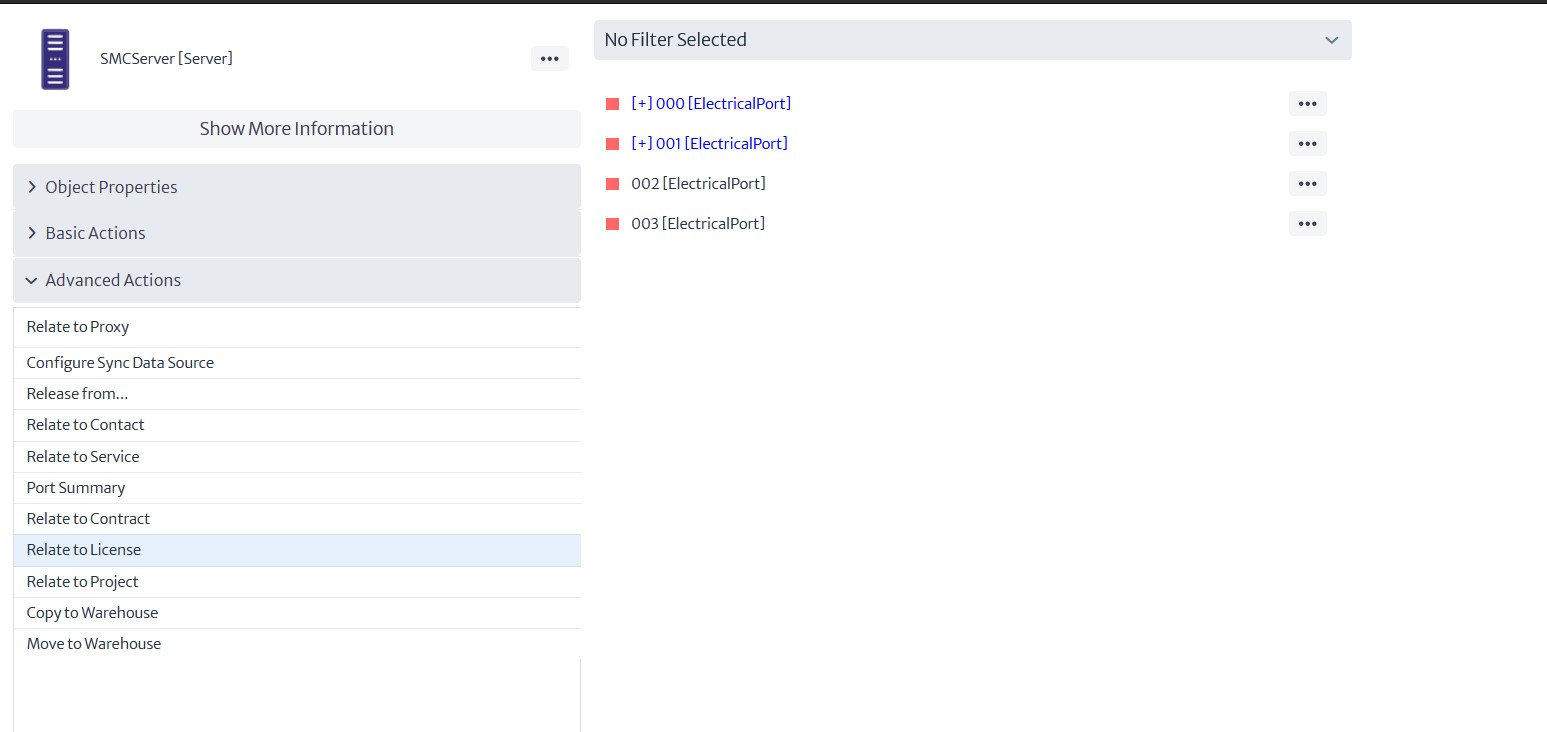 SMCServer [Server]
Show More Information
Object Properties
Basic Actions
Advanced Actions
Relate to Proxy
Configure Sync Data Source
Release from...
Relate to Contact
Relate to Service
Port Summary
Relate to Contract
Relate to License
Relate to Project
Copy to Warehouse
Move to Warehouse
No Filter Selected
[+] 000 [ElectricalPort]
[+] 001 [ElectricalPort]
002 [ElectricalPort]
003 [ElectricalPort]